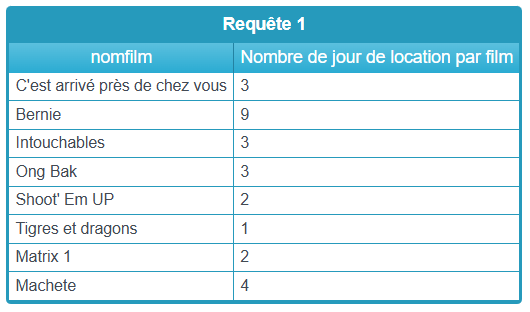 Requête 1
nomfilm Nombre de jour de location par film
C'est arrivé près de chez vous 3
Bernie 9
Intouchables 3
Ong Bak 3
Shoot' Em UP 2
Tigres et dragons 1
Matrix 1 2
Machete 4